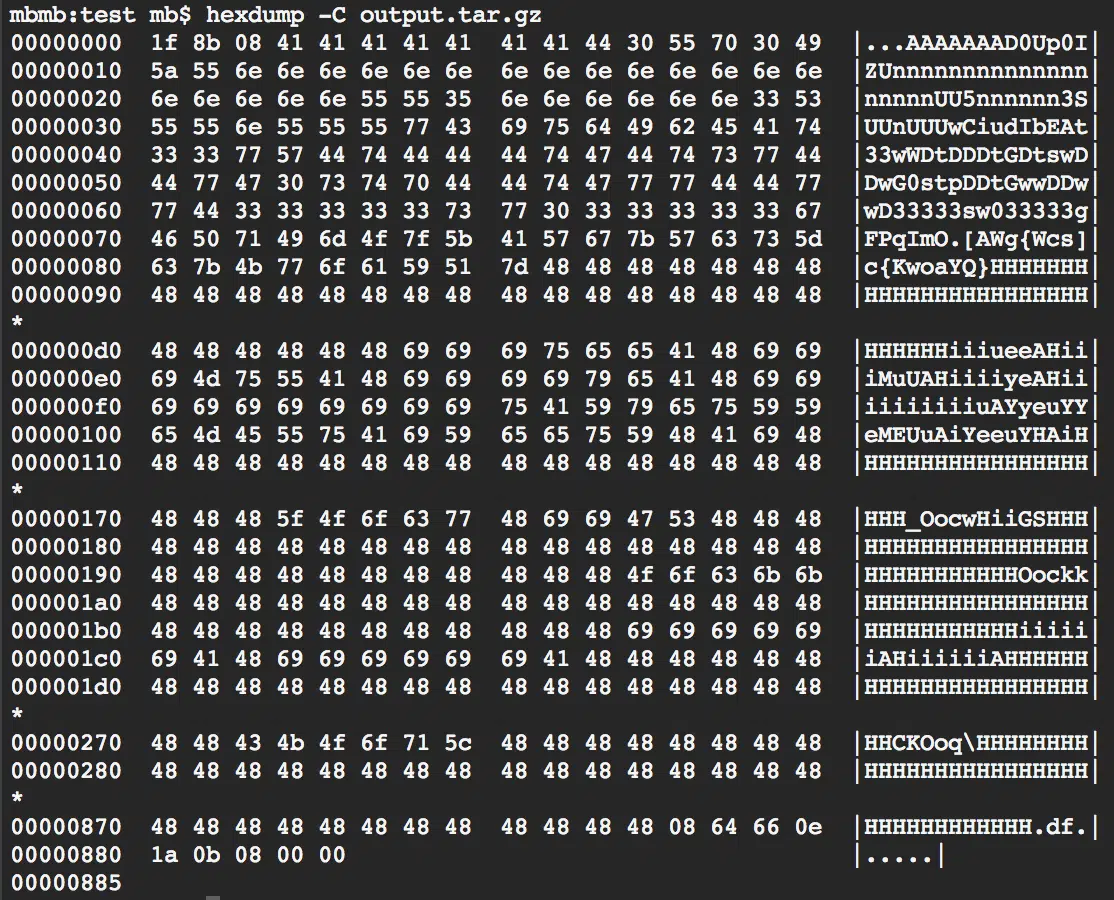 mbmb:test mb$ hexdump -C output.tar.gz
00000000  1f 8b 08 41 41 41 41 41  41 41 44 30 55 70 30 49  |...AAAAAAAD0Up0I|
00000010  5a 55 6e 6e 6e 6e 6e 6e  6e 6e 6e 6e 6e 6e 6e 6e  |ZUnnnnnnnnnnnnnn|
00000020  6e 6e 6e 6e 6e 55 55 35  6e 6e 6e 6e 6e 6e 33 53  |nnnnnUU5nnnnnn3S|
00000030  55 55 6e 55 55 55 77 43  69 75 64 49 62 45 41 74  |UUnUUUwCiudIbEAt|
00000040  33 33 77 57 44 74 44 44  44 74 47 44 74 73 77 44  |33wWDtDDDtGDtswD|
00000050  44 77 47 30 73 74 70 44  44 74 47 77 77 44 44 77  |DwG0stpDDtGwwDDw|
00000060  77 44 33 33 33 33 33 73  77 30 33 33 33 33 33 67  |wD33333sw033333g|
00000070  46 50 71 49 6d 4f 7f 5b  41 57 67 7b 57 63 73 5d  |FPqImO.[AWg{Wcs]|
00000080  63 7b 4b 77 6f 61 59 51  7d 48 48 48 48 48 48 48  |c{KwoaYQ}HHHHHHH|
00000090  48 48 48 48 48 48 48 48  48 48 48 48 48 48 48 48  |HHHHHHHHHHHHHHHH|
*
000000d0  48 48 48 48 48 48 69 69  69 75 65 65 41 48 69 69  |HHHHHHiiiueeAHii|
000000e0  69 4d 75 55 41 48 69 69  69 69 79 65 41 48 69 69  |iMuUAHiiiiyeAHii|
000000f0  69 69 69 69 69 69 69 69  75 41 59 79 65 75 59 59  |iiiiiiiiuAYyeuYY|
00000100  65 4d 45 55 75 41 69 59  65 65 75 59 48 41 69 48  |eMEUuAiYeeuYHAiH|
00000110  48 48 48 48 48 48 48 48  48 48 48 48 48 48 48 48  |HHHHHHHHHHHHHHHH|
*
00000170  48 48 48 5f 4f 6f 63 77  48 69 69 47 53 48 48 48  |HHH_OocwHiiGSHHH|
00000180  48 48 48 48 48 48 48 48  48 48 48 48 48 48 48 48  |HHHHHHHHHHHHHHHH|
00000190  48 48 48 48 48 48 48 48  48 48 48 4f 6f 63 6b 6b  |HHHHHHHHHHHOockk|
000001a0  48 48 48 48 48 48 48 48  48 48 48 48 48 48 48 48  |HHHHHHHHHHHHHHHH|
000001b0  48 48 48 48 48 48 48 48  48 48 48 69 69 69 69 69  |HHHHHHHHHHHiiiii|
000001c0  69 41 48 69 69 69 69 69  69 41 48 48 48 48 48 48  |iAHiiiiiiAHHHHHH|
000001d0  48 48 48 48 48 48 48 48  48 48 48 48 48 48 48 48  |HHHHHHHHHHHHHHHH|
*
00000270  48 48 43 4b 4f 6f 71 5c  48 48 48 48 48 48 48 48  |HHCKOoq\HHHHHHHH|
00000280  48 48 48 48 48 48 48 48  48 48 48 48 48 48 48 48  |HHHHHHHHHHHHHHHH|
*
00000870  48 48 48 48 48 48 48 48  48 48 48 48 08 64 66 0e  |HHHHHHHHHHHH.df.|
00000880  1a 0b 08 00 00  |.....|
00000885